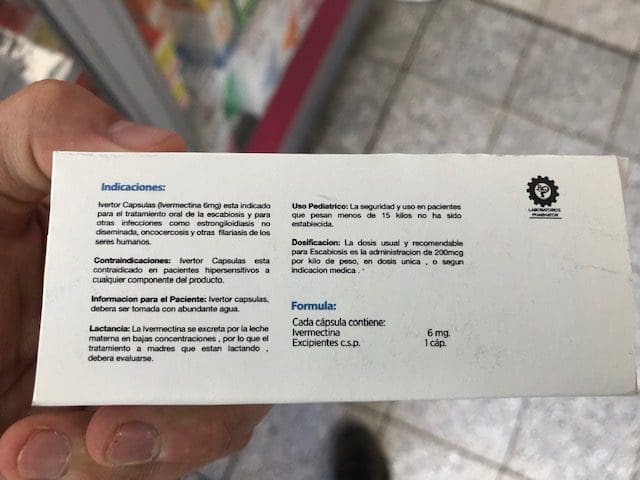 Indicaciones:
Ivertor Capsulas (Ivermectina 6mg) esta indicado
para el tratamiento oral de la escabiosis y para
otras infecciones como estrongiloidiasis no
diseminada, oncocercosis y otras filariasis de los
seres humanos.
Contraindicaciones: Ivertor Capsulas esta
contraidicado en pacientes hipersensitivos a
cualquier componente del producto.
Informacion para el Paciente: Ivertor capsulas,
debera ser tomada con abundante agua.
Lactancia: La Ivermectina se excreta por la leche
materna en bajas concentraciones , por lo que el
tratamiento a madres que estan lactando ,
debera evaluarse.
Uso Pediatrico: La seguridad y uso en pacientes
que pesan menos de 15 kilos no ha sido
establecida.
Dosificacion: La dosis usual y recomendable
para Escabiosis es la administracion de 200mcg
por kilo de peso, en dosis unica , o segun
indicacion medica .
Formula:
Cada cápsula contiene:
Ivermectina 6 mg.
Excipientes c.s.p. 1 cáp.
LABORATORIOS